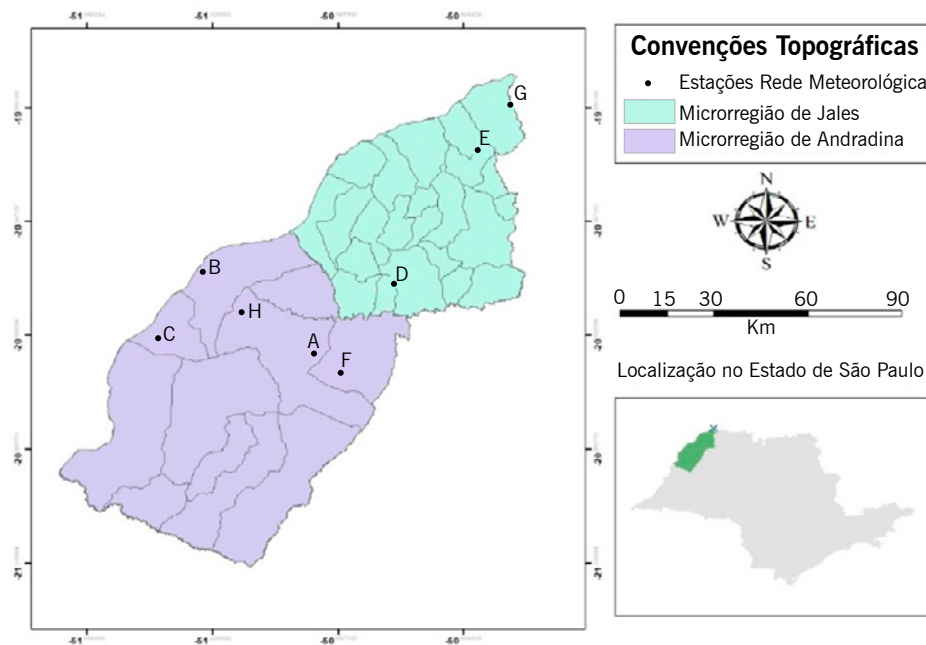 -51
-51
-50
-50
Convenções Topográficas
Estações Rede Meteorológica
Microrregião de Jales
Microrregião de Andradina
G
E
D
B
H
C
A
F
N
W
E
S
0 15 30 60 90
Km
Localização no Estado de São Paulo
-19
-20
-20
-20
-21
-19
-20
-20
-20
-21
-51
-51
-50
-50